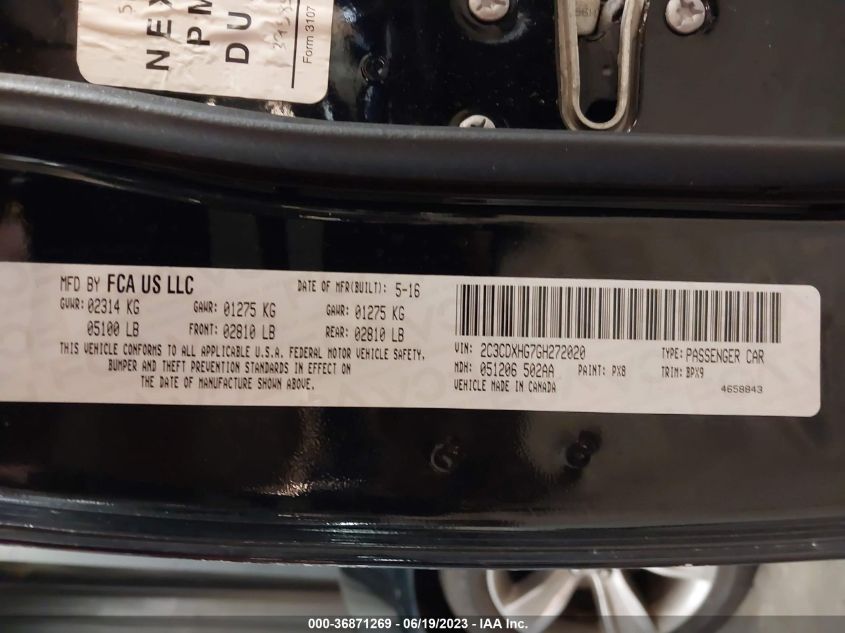 NEX
PM
DU
Form 3107
MFD BY FCA US LLC
DATE OF MFR(BUILT): 5-16
GVWR: 02314 KG GAWR: 01275 KG GAWR: 01275 KG
05100 LB FRONT: 02810 LB REAR: 02810 LB
THIS VEHICLE CONFORMS TO ALL APPLICABLE U.S.A. FEDERAL MOTOR VEHICLE SAFETY,
BUMPER AND THEFT PREVENTION STANDARDS IN EFFECT ON
THE DATE OF MANUFACTURE SHOWN ABOVE.
VIN: 2C3CDXHG7GH272020 TYPE: PASSENGER CAR
MDH: 051206 502AA PAINT: PX8 TRIM: BPX9
VEHICLE MADE IN CANADA 4658843
000-36871269 - 06/19/2023 - IAA Inc.